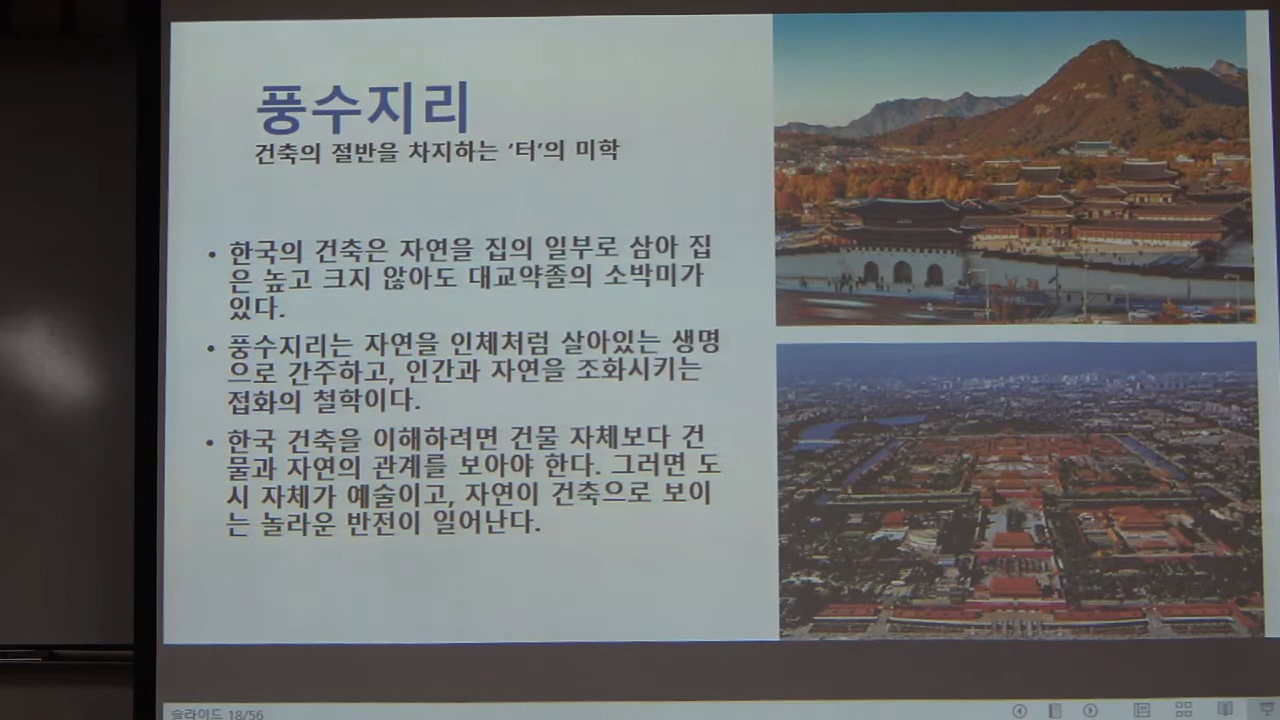 풍수지리
건축의 절반을 차지하는 ‘터’의 미학
• 한국의 건축은 자연을 집의 일부로 삼아 집
은 높고 크지 않아도 대교약졸의 소박미가
있다.
• 풍수지리는 자연을 인체처럼 살아있는 생명
으로 간주하고, 인간과 자연을 조화시키는
접화의 철학이다.
• 한국 건축을 이해하려면 건물 자체보다 건
물과 자연의 관계를 보아야 한다. 그러면 도
시 자체가 예술이고, 자연이 건축으로 보이
는 놀라운 반전이 일어난다.
슬라이드 18/56